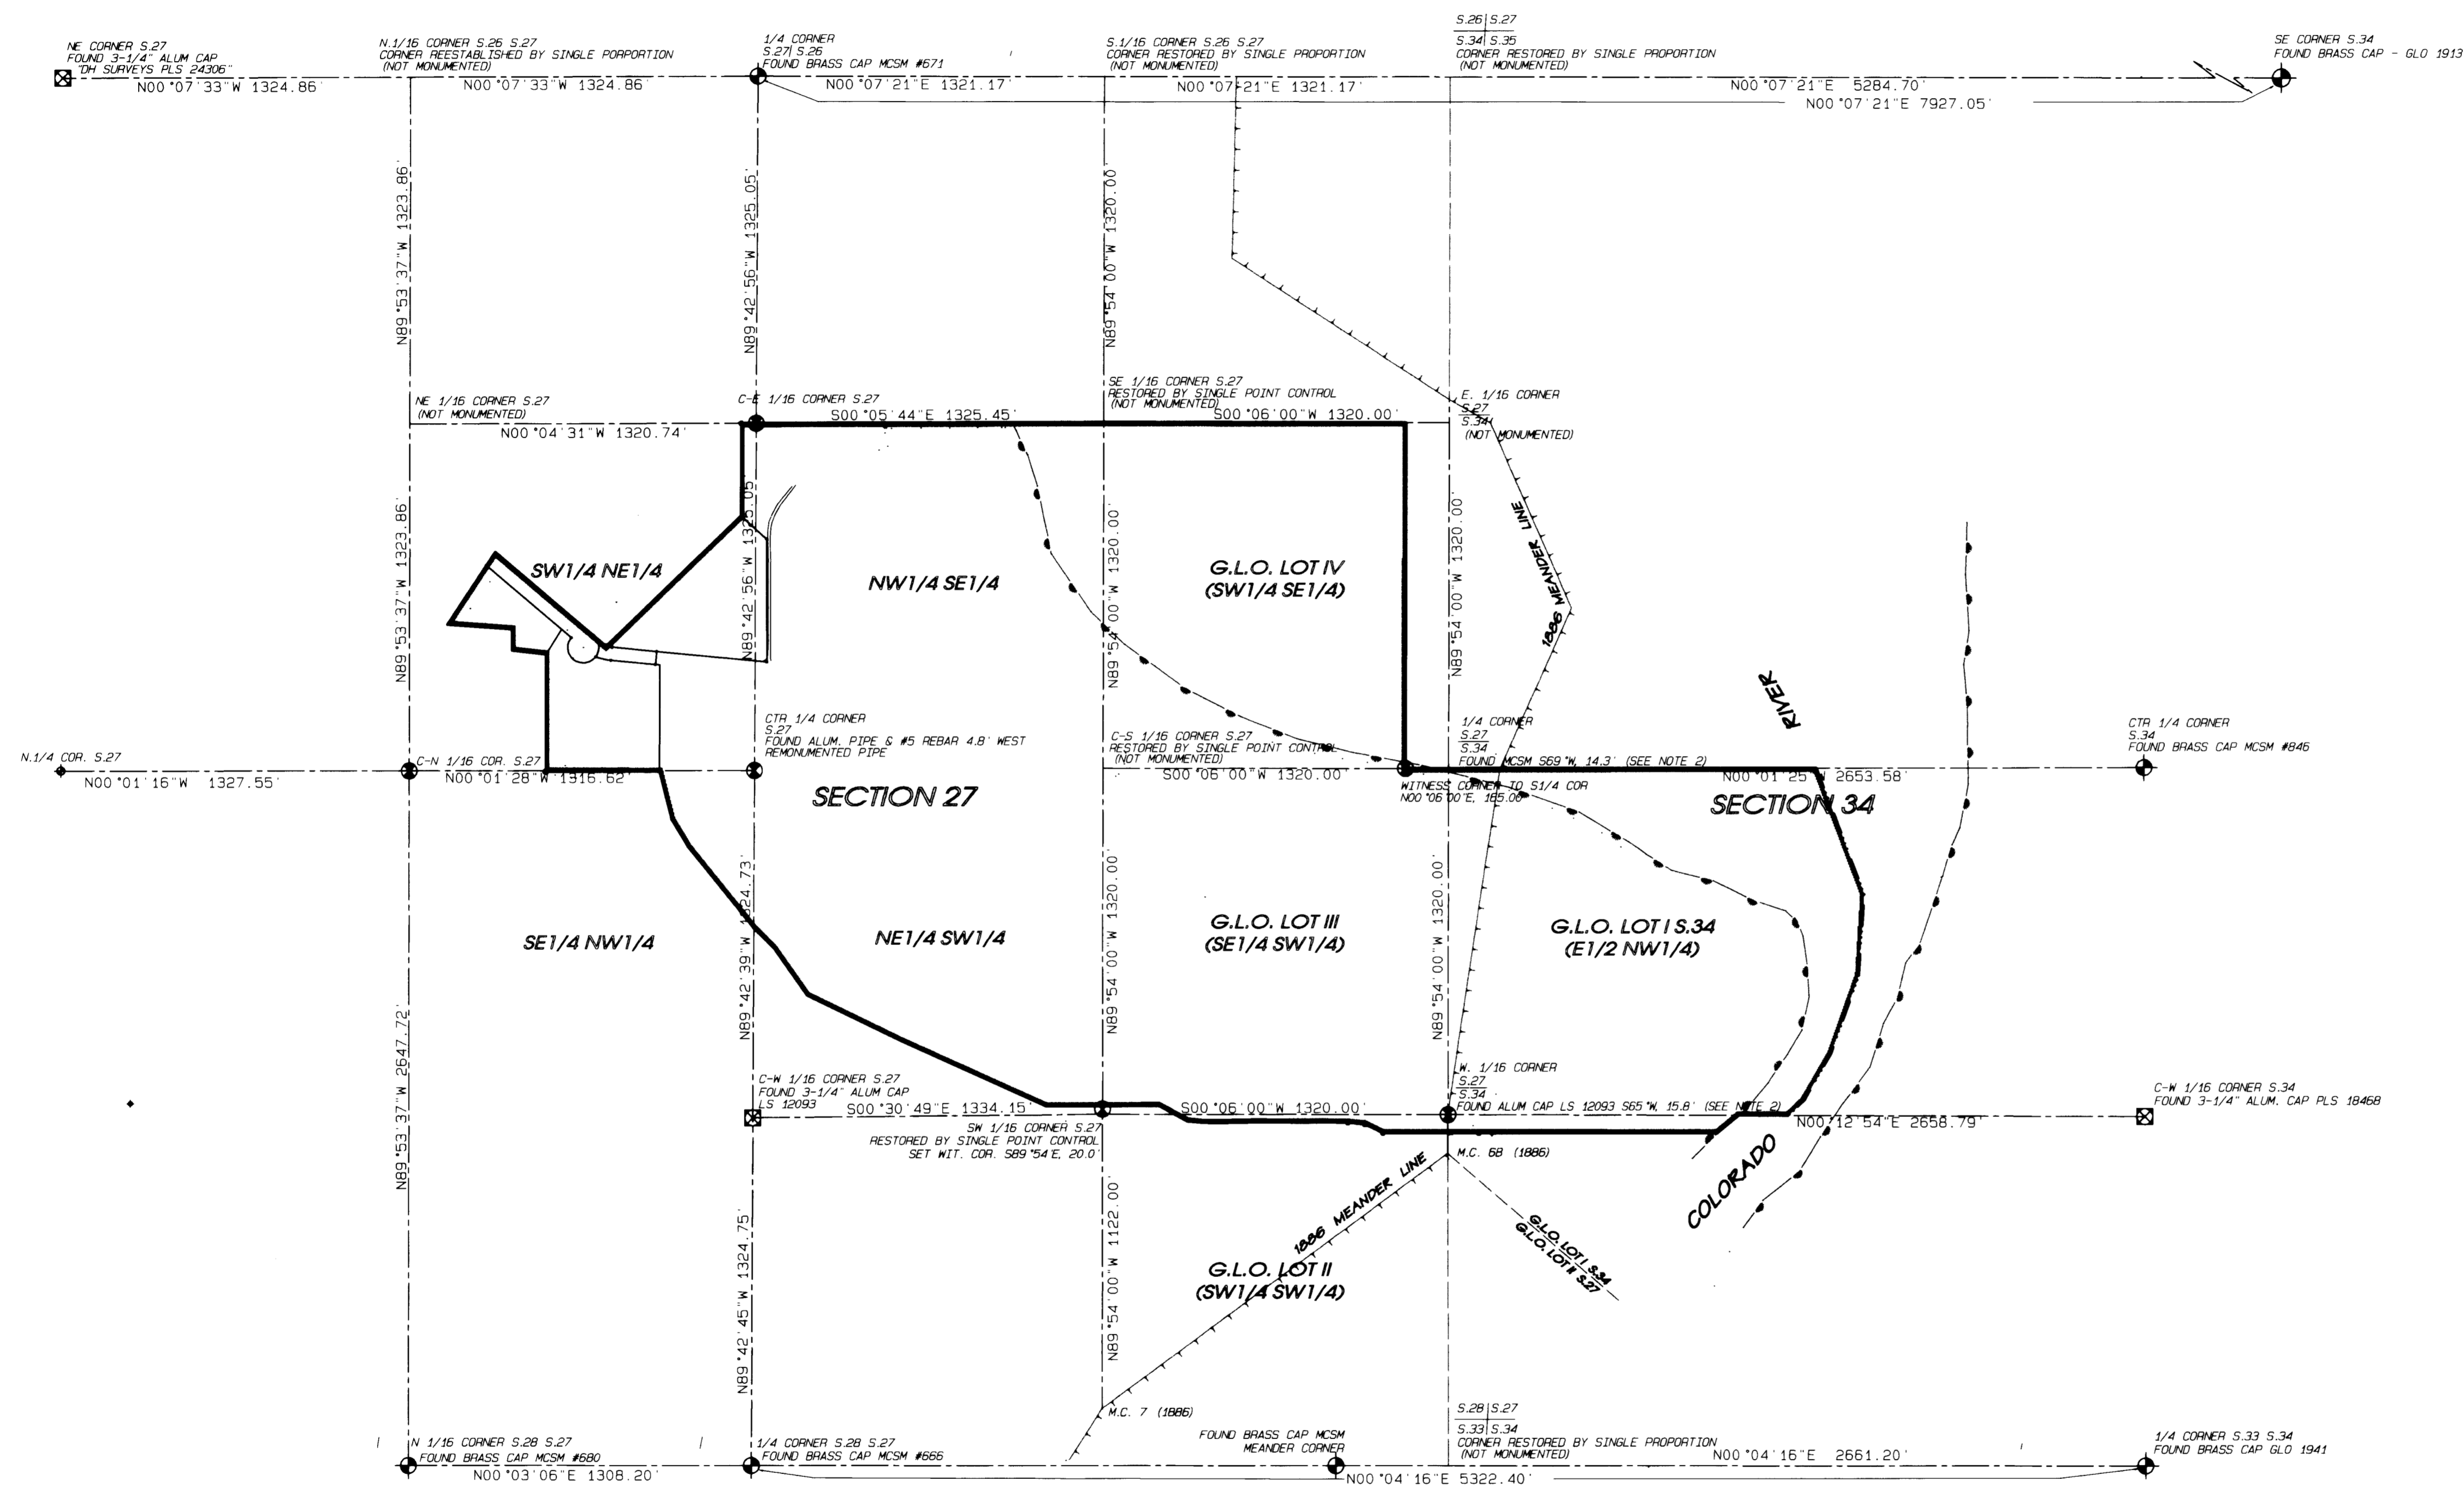 NE CORNER S.27
FOUND 3-1/4" ALUM CAP
"DH SURVEYS PLS 24306"
N00°07'33"W 1324.86'
N.1/16 CORNER S.26 S.27
CORNER REESTABLISHED BY SINGLE PORPORTION
(NOT MONUMENTED)
N00°07'33"W 1324.86'
1/4 CORNER
S.27 S.26
FOUND BRASS CAP MCSM #671
N00°07'21"E 1321.17'
S.1/16 CORNER S.26 S.27
CORNER RESTORED BY SINGLE PROPORTION
(NOT MONUMENTED)
N00°07'21"E 1321.17'
S.26 S.27
S.34 S.35
CORNER RESTORED BY SINGLE PROPORTION
(NOT MONUMENTED)
N00°07'21"E 5284.70'
N00°07'21"E 7927.05'
SE CORNER S.34
FOUND BRASS CAP - GLO 1913
N89°53'37"W 1323.86'
N89°42'56"W 1325.05'
N89°54'00"W 1320.00'
NE 1/16 CORNER S.27
(NOT MONUMENTED)
N00°04'31"W 1320.74'
C-E 1/16 CORNER S.27
S00°05'44"E 1325.45'
SE 1/16 CORNER S.27
RESTORED BY SINGLE POINT CONTROL
(NOT MONUMENTED)
S00°06'00"W 1320.00'
E. 1/16 CORNER
S.27
S.34
(NOT MONUMENTED)
N89°53'37"W 1323.86'
N89°42'56"W 1325.05'
N89°54'00"W 1320.00'
N89°54'00"W 1320.00'
1886 MEANDER LINE
SW1/4 NE1/4
NW1/4 SE1/4
G.L.O. LOT IV
(SW1/4 SE1/4)
RIVER
N.1/4 COR. S.27
N00°01'16"W 1327.55'
C-N 1/16 COR. S.27
N00°01'28"W 1316.62'
CTR 1/4 CORNER
S.27
FOUND ALUM. PIPE & #5 REBAR 4.8' WEST
REMONUMENTED PIPE
C-S 1/16 CORNER S.27
RESTORED BY SINGLE POINT CONTROL
(NOT MONUMENTED)
S00°06'00"W 1320.00'
1/4 CORNER
S.27
S.34
FOUND MCSM S69°W, 14.3' (SEE NOTE 2)
WITNESS CORNER TO S1/4 COR
N00°06'00"E, 165.00'
N00°01'25"W 2653.58'
CTR 1/4 CORNER
S.34
FOUND BRASS CAP MCSM #846
SECTION 27
SECTION 34
N89°42'39"W 1324.73'
N89°54'00"W 1320.00'
N89°54'00"W 1320.00'
SE1/4 NW1/4
NE1/4 SW1/4
G.L.O. LOT III
(SE1/4 SW1/4)
G.L.O. LOT I S.34
(E1/2 NW1/4)
N89°53'37"W 2647.72'
C-W 1/16 CORNER S.27
FOUND 3-1/4" ALUM CAP
LS 12093
S00°30'49"E 1334.15'
SW 1/16 CORNER S.27
RESTORED BY SINGLE POINT CONTROL
SET WIT. COR. S89°54'E, 20.0'
S00°06'00"W 1320.00'
W. 1/16 CORNER
S.27
S.34
FOUND ALUM CAP LS 12093 S65°W, 15.8' (SEE NOTE 2)
N00°12'54"E 2658.79'
C-W 1/16 CORNER S.34
FOUND 3-1/4" ALUM. CAP PLS 18468
M.C. 68 (1886)
COLORADO
1886 MEANDER LINE
G.L.O. LOT I S.34
G.L.O. LOT II S.27
N89°42'45"W 1324.75'
N89°54'00"W 1122.00'
G.L.O. LOT II
(SW1/4 SW1/4)
M.C. 7 (1886)
N 1/16 CORNER S.28 S.27
FOUND BRASS CAP MCSM #680
N00°03'06"E 1308.20'
1/4 CORNER S.28 S.27
FOUND BRASS CAP MCSM #666
FOUND BRASS CAP MCSM
MEANDER CORNER
S.28 S.27
S.33 S.34
CORNER RESTORED BY SINGLE PROPORTION
(NOT MONUMENTED)
N00°04'16"E 2661.20'
N00°04'16"E 5322.40'
1/4 CORNER S.33 S.34
FOUND BRASS CAP GLO 1941